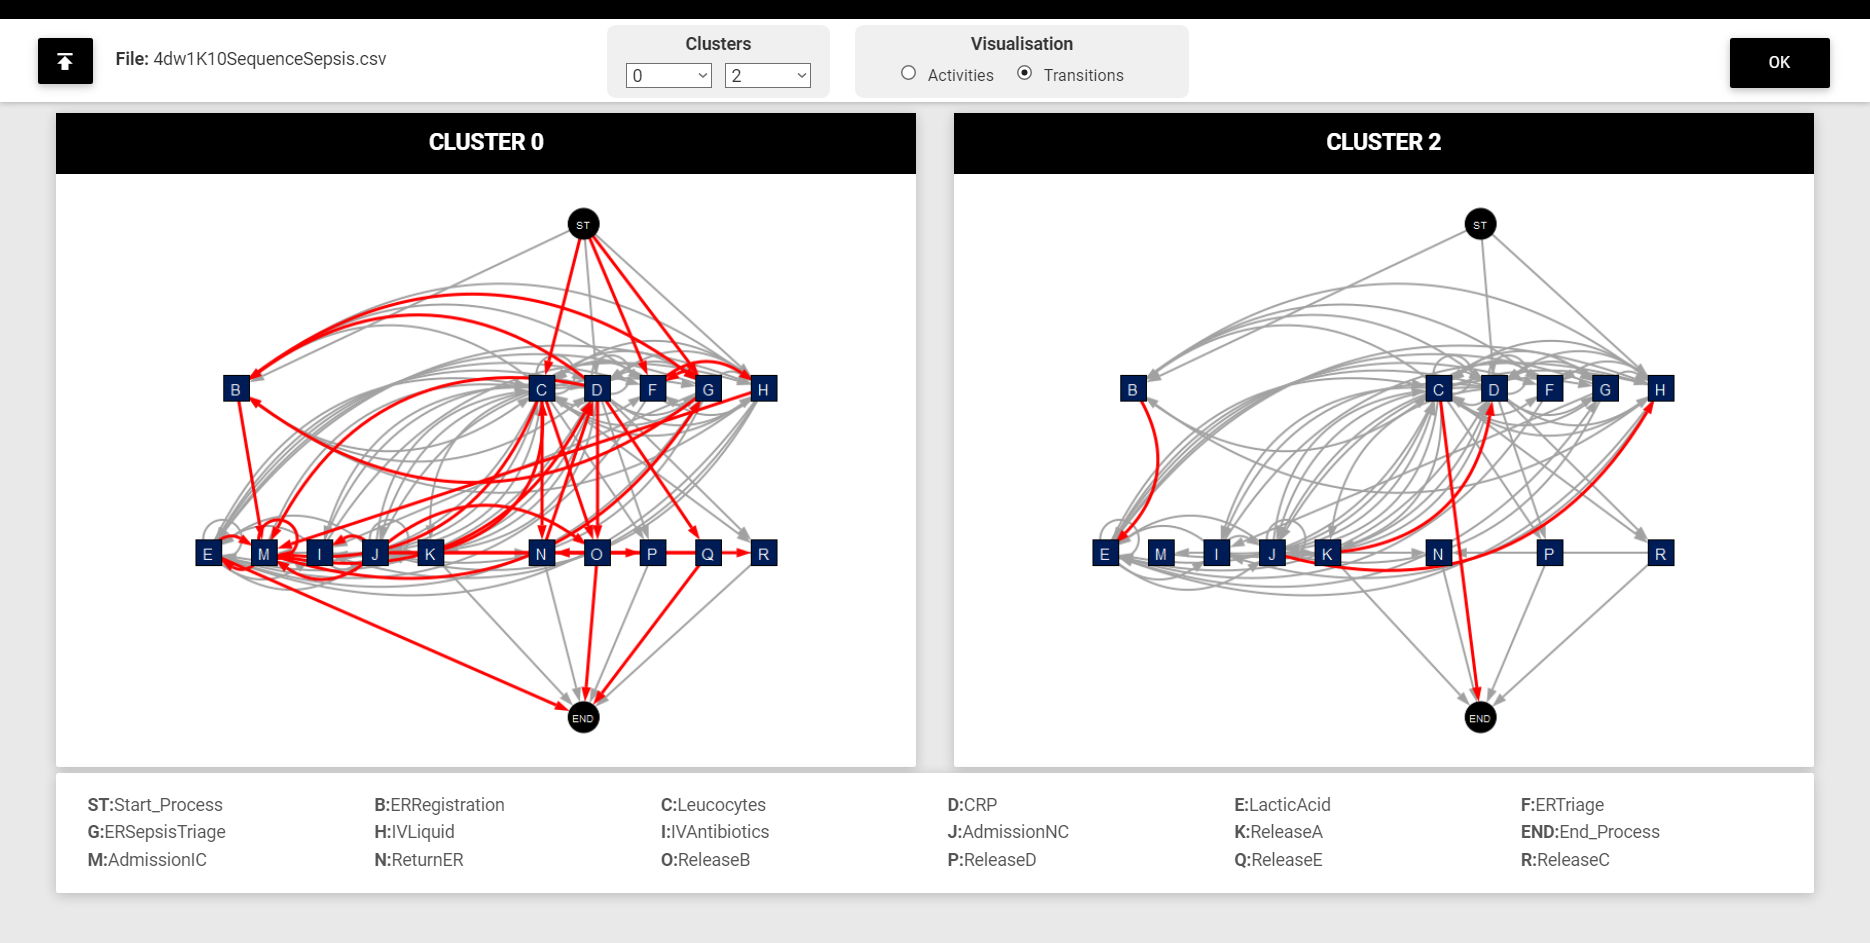 File: 4dw1K10SequenceSepsis.csv
Clusters
0 2
Visualisation
Activities Transitions
OK
CLUSTER 0
ST
B C D F G H
E M I J K N O P Q R
END
CLUSTER 2
ST
B C D F G H
E M I J K N P R
END
ST:Start_Process B:ERRegistration C:Leucocytes D:CRP E:LacticAcid F:ERTriage
G:ERSepsisTriage H:IVLiquid I:IVAntibiotics J:AdmissionNC K:ReleaseA END:End_Process
M:AdmissionIC N:ReturnER O:ReleaseB P:ReleaseD Q:ReleaseE R:ReleaseC